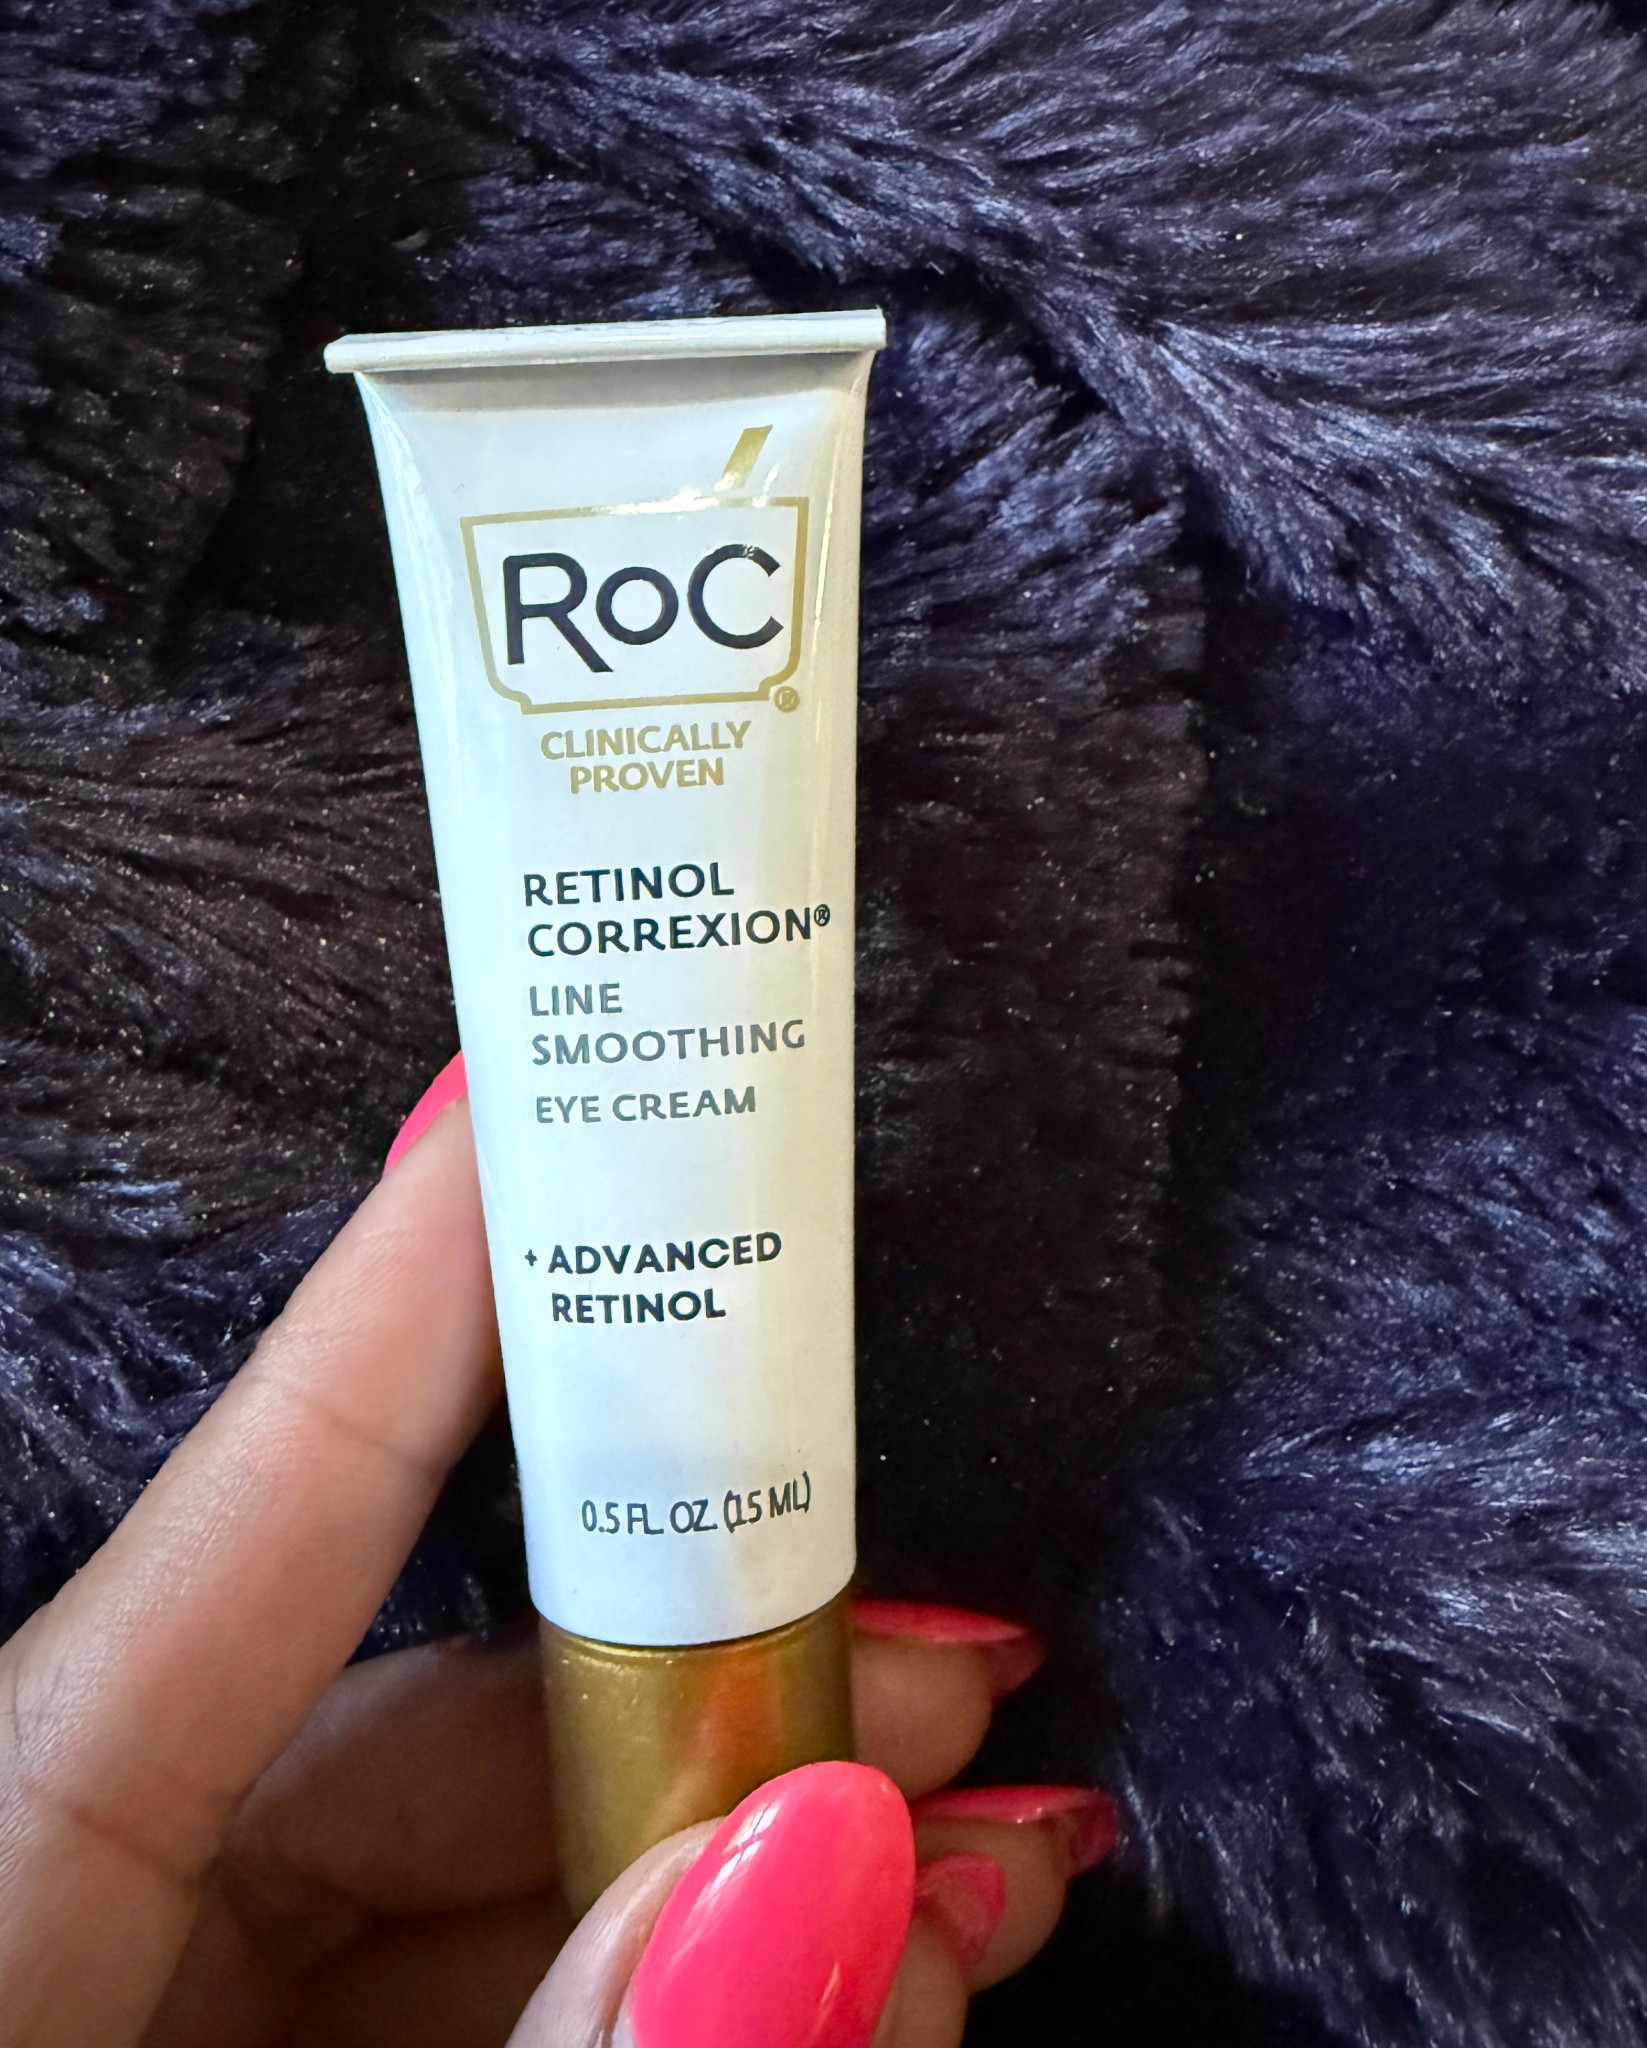 RoC®
CLINICALLY
PROVEN
RETINOL
CORREXION®
LINE
SMOOTHING
EYE CREAM
+ ADVANCED
RETINOL
0.5 FL OZ. (15 ML)